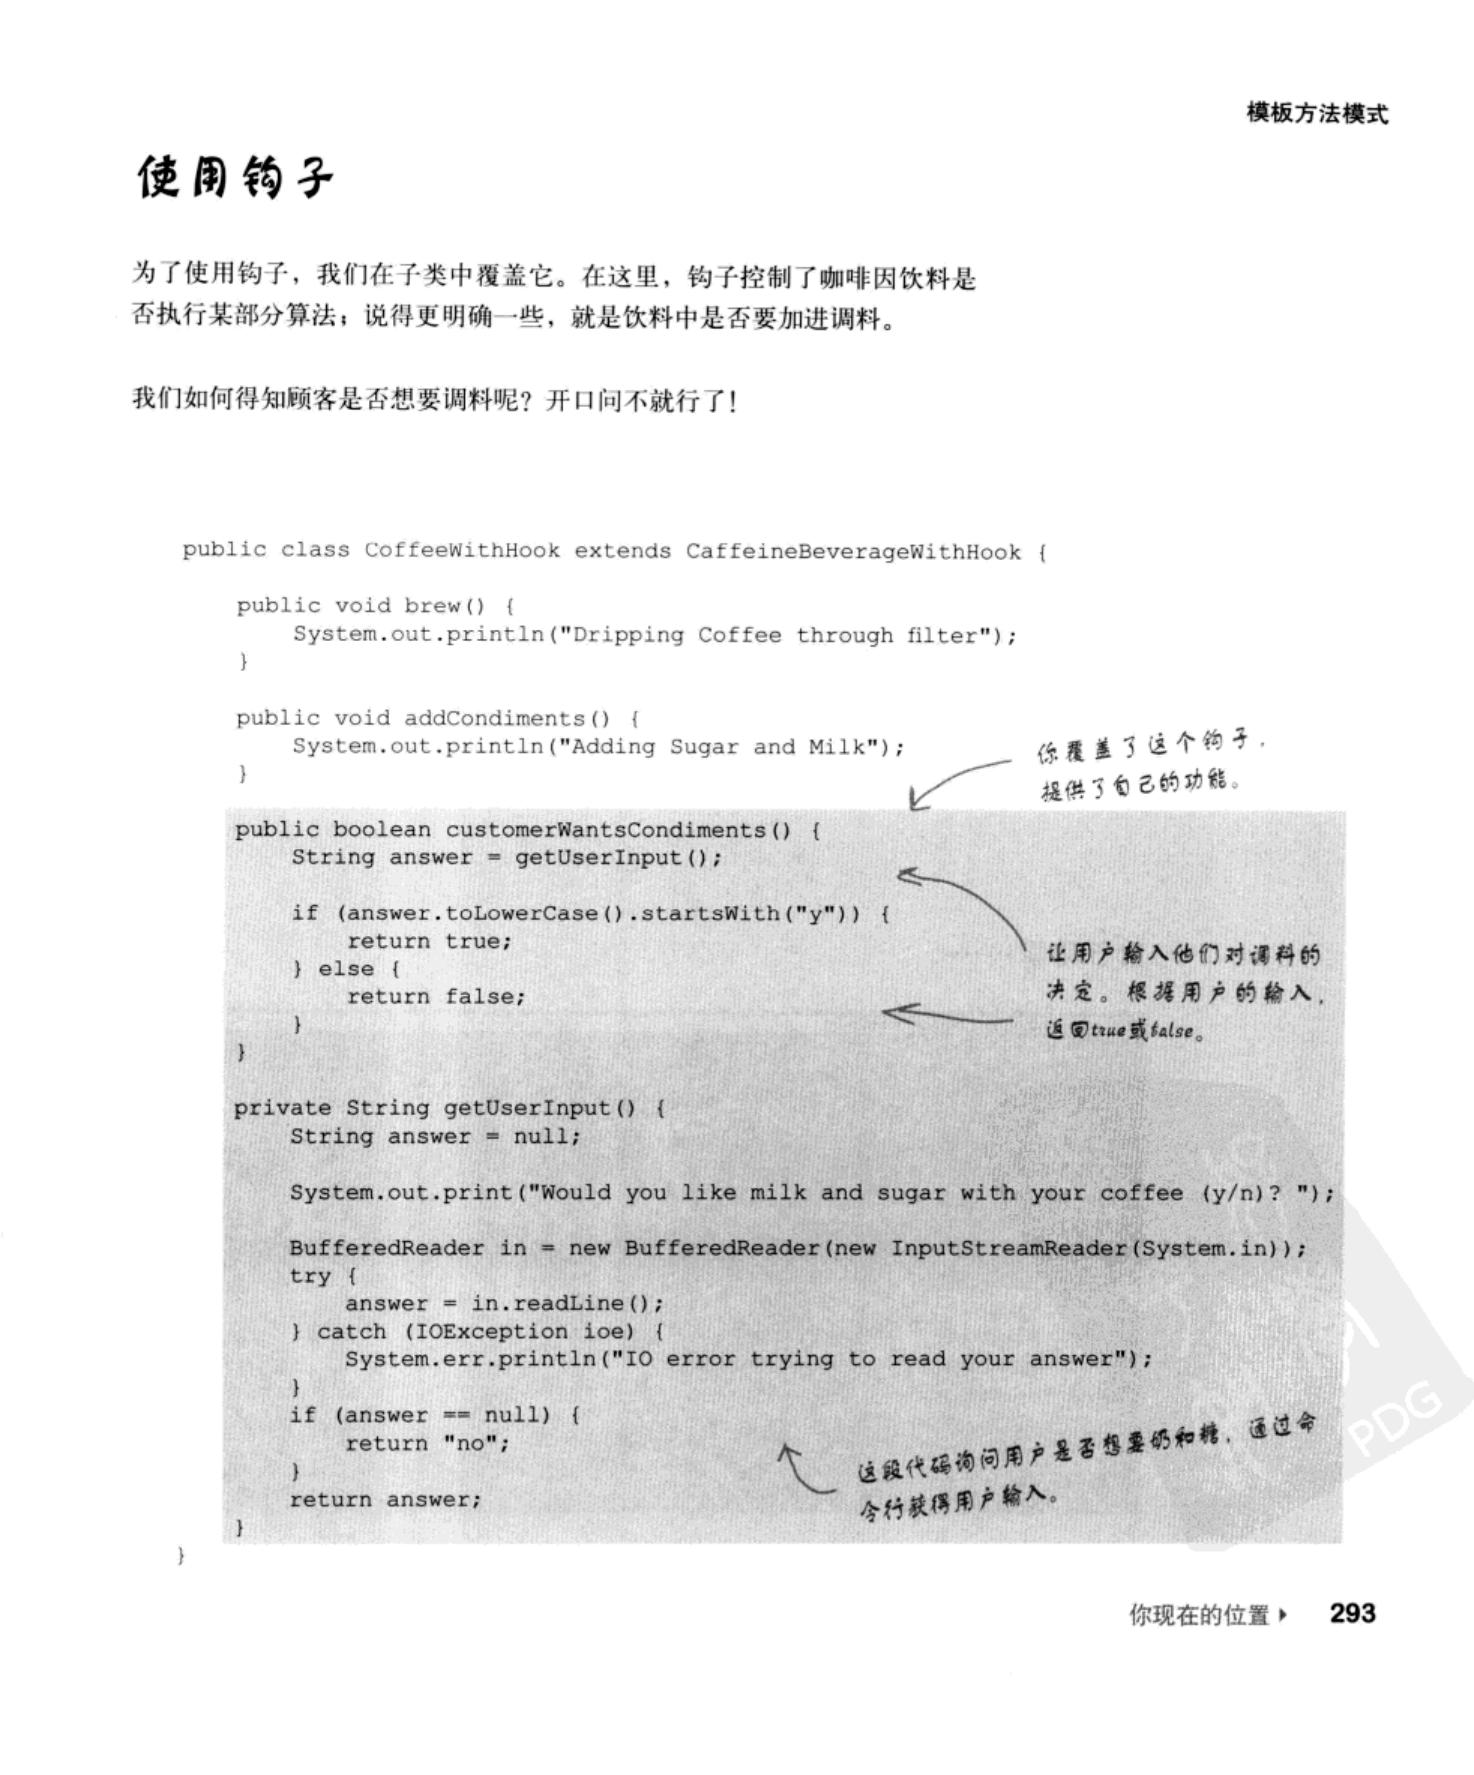 模板方法模式
使用钩子
为了使用钩子，我们在子类中覆盖它。在这里，钩子控制了咖啡因饮料是
否执行某部分算法；说得更明确一些，就是饮料中是否要加进调料。
我们如何得知顾客是否想要调料呢？开口问不就行了！
public class CoffeeWithHook extends CaffeineBeverageWithHook {
public void brew() {
System.out.println("Dripping Coffee through filter");
}
public void addCondiments() {
System.out.println("Adding Sugar and Milk");
}
你覆盖了这个钩子，
提供了自己的功能。
public boolean customerWantsCondiments() {
String answer = getUserInput();
if (answer.toLowerCase().startsWith("y")) {
return true;
} else {
return false;
}
}
让用户输入他们对调料的
决定。根据用户的输入，
返回true或false。
private String getUserInput() {
String answer = null;
System.out.print("Would you like milk and sugar with your coffee (y/n)? ");
BufferedReader in = new BufferedReader(new InputStreamReader(System.in));
try {
answer = in.readLine();
} catch (IOException ioe) {
System.err.println("IO error trying to read your answer");
}
if (answer == null) {
return "no";
}
return answer;
}
}
这段代码询问用户是否想要奶和糖，通过命
令行获得用户输入。
PDG
你现在的位置 ▸ 293